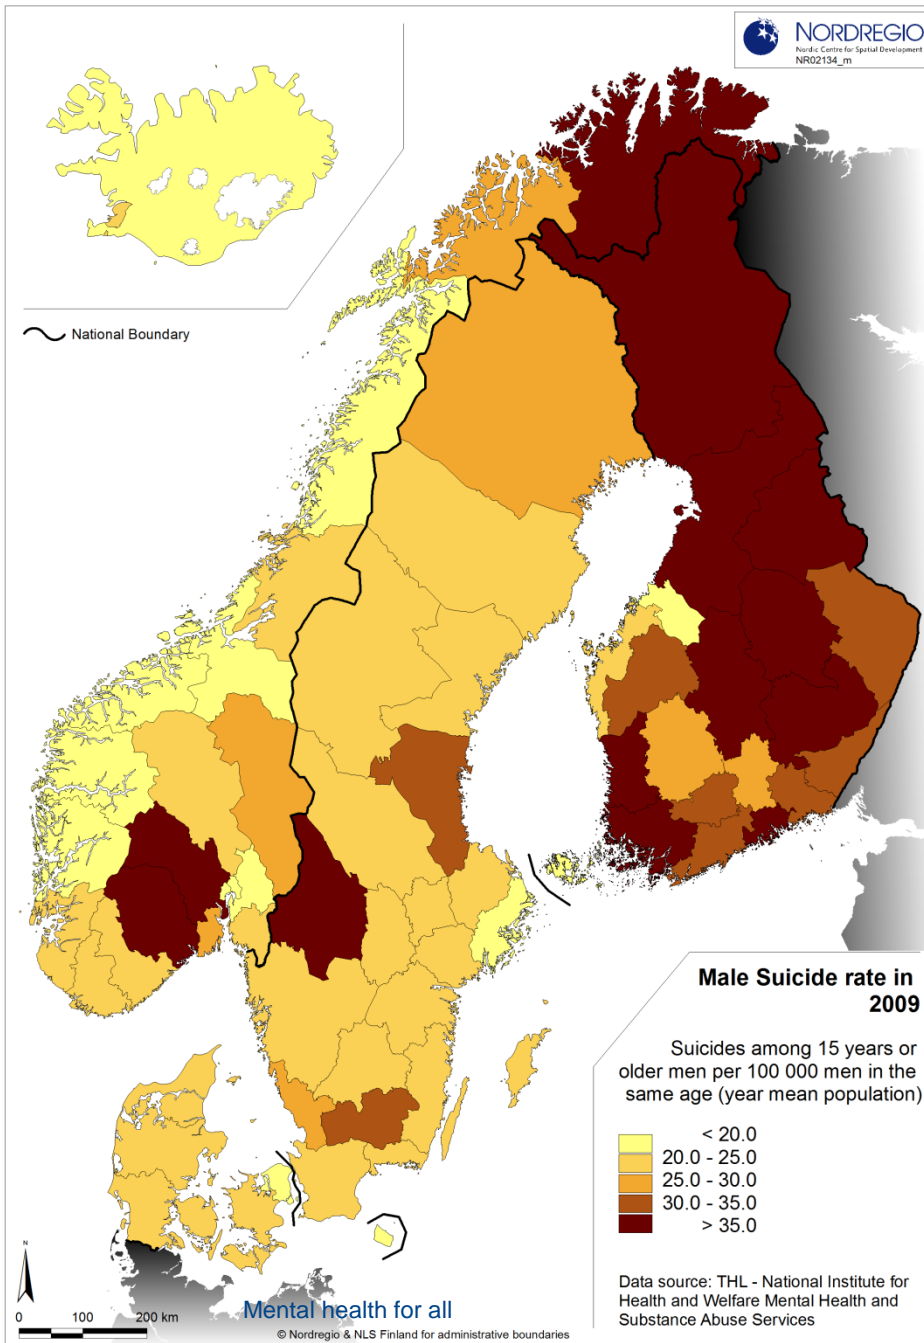 NORDREGIO
Nordic Centre for Spatial Development
NR02134_m
National Boundary
Male Suicide rate in
2009
Suicides among 15 years or
older men per 100 000 men in the
same age (year mean population)
< 20.0
20.0 - 25.0
25.0 - 30.0
30.0 - 35.0
> 35.0
Data source: THL - National Institute for
Health and Welfare Mental Health and
Substance Abuse Services
N
0 100 200 km
Mental health for all
© Nordregio & NLS Finland for administrative boundaries